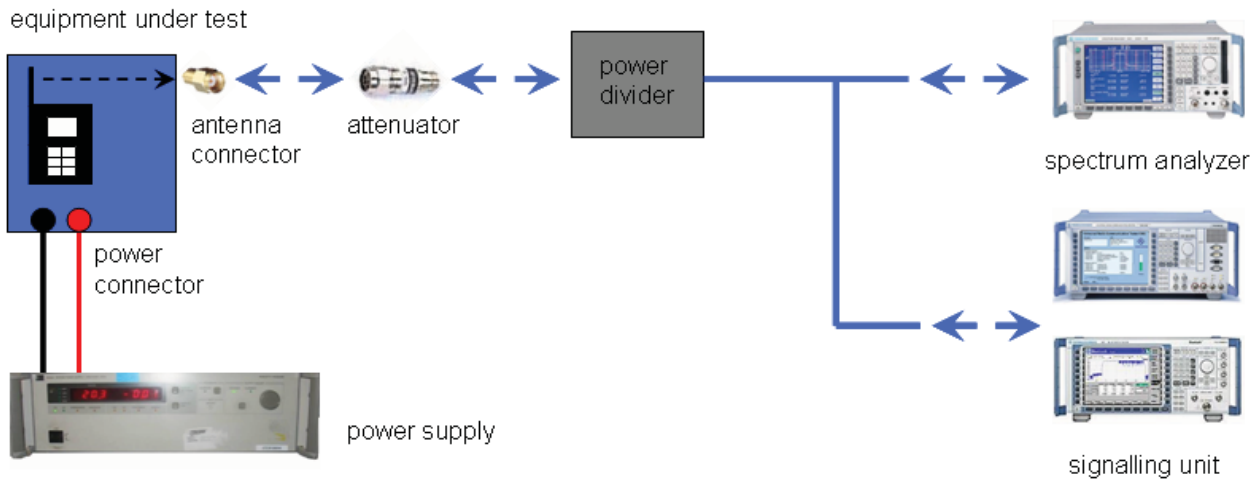 equipment under test
power
divider
antenna
connector
attenuator
spectrum analyzer
power
connector
power supply
signalling unit